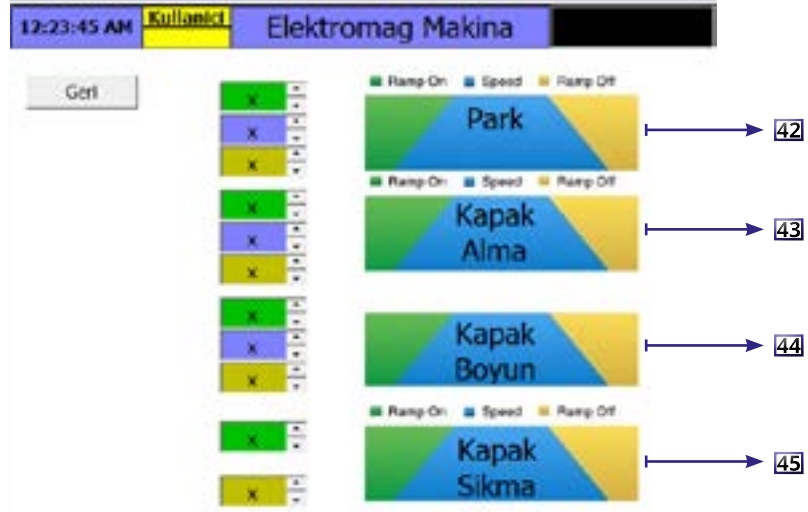 12:23:45 AM Kullanici Elektromag Makina
Geri
x
x
x
Ramp On Speed Ramp Off
Park
42
x
x
x
Ramp On Speed Ramp Off
Kapak
Alma
43
x
x
x
Kapak
Boyun
44
x
x
Ramp On Speed Ramp Off
Kapak
Sikma
45